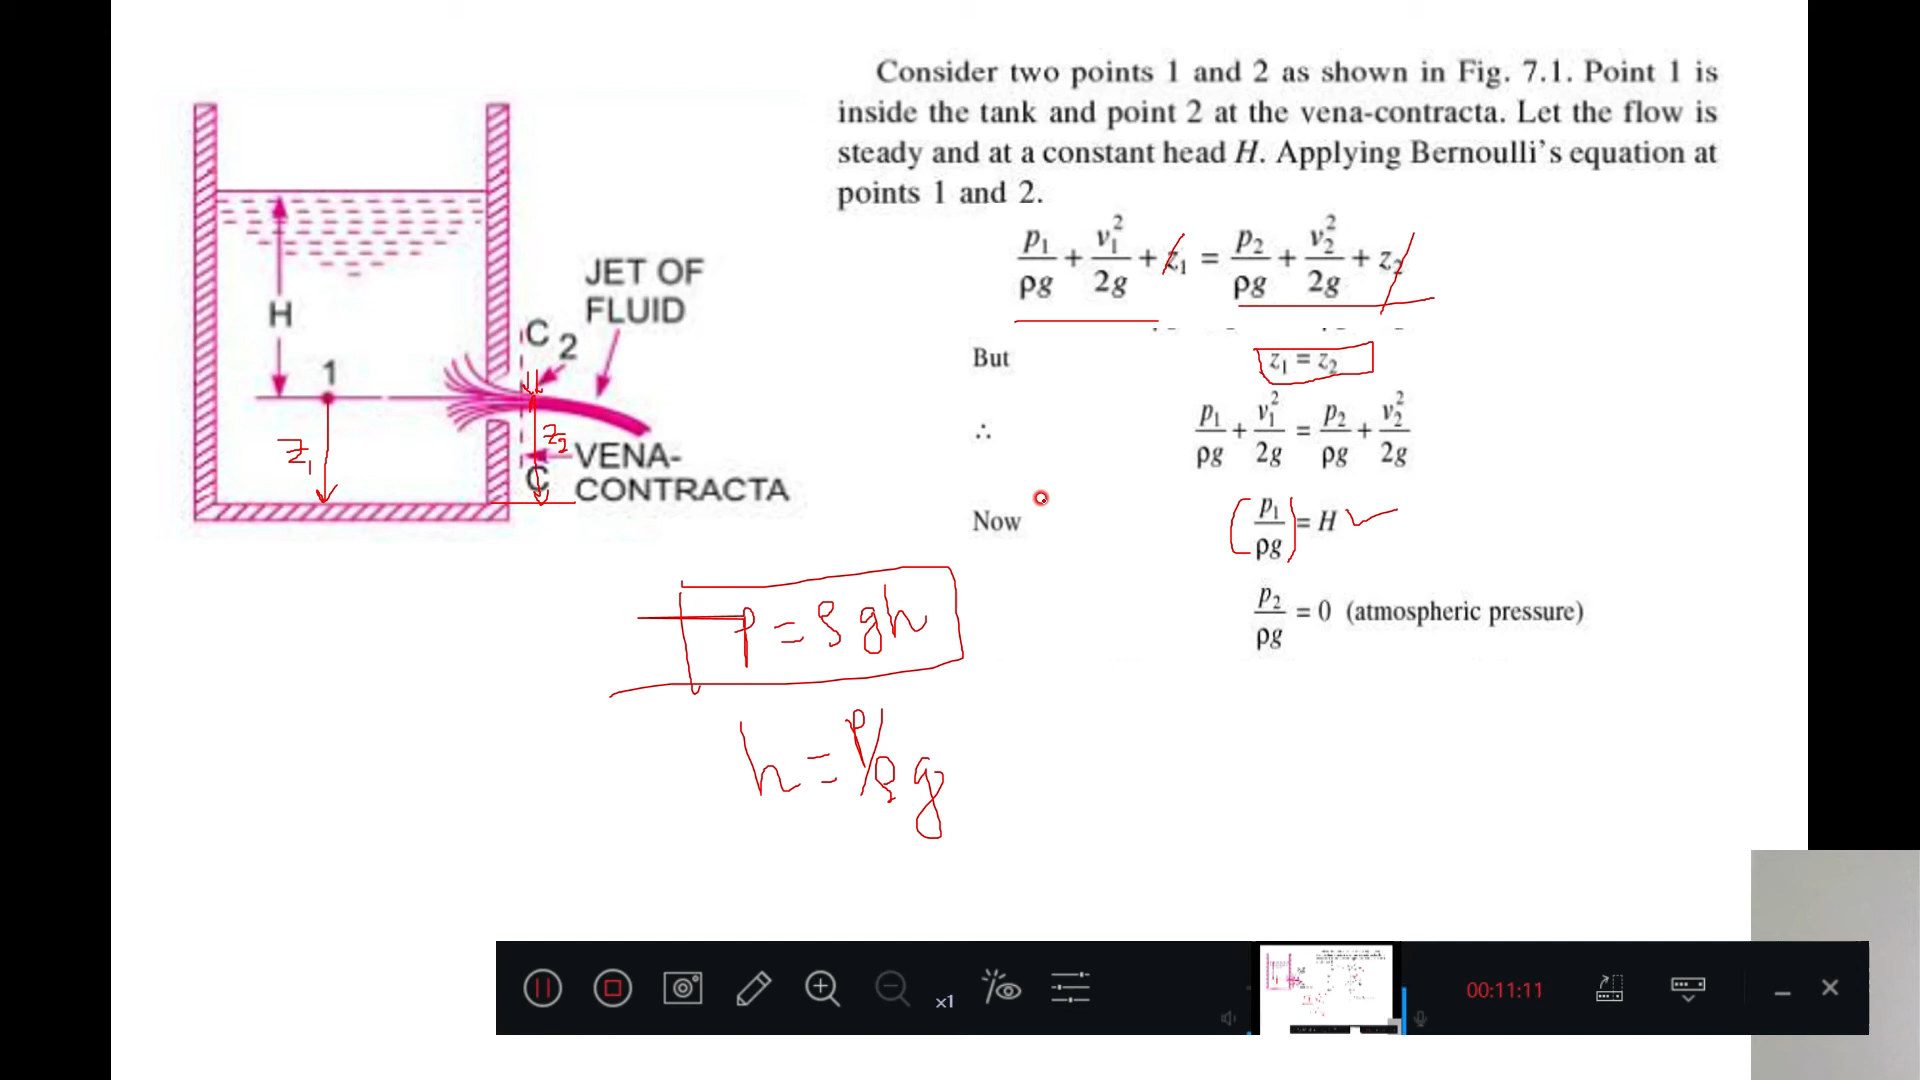 Consider two points 1 and 2 as shown in Fig. 7.1. Point 1 is
inside the tank and point 2 at the vena-contracta. Let the flow is
steady and at a constant head H. Applying Bernoulli's equation at
points 1 and 2.
p₁/ρg + v₁²/2g + z₁ = p₂/ρg + v₂²/2g + z₂
But z₁ = z₂
∴ p₁/ρg + v₁²/2g = p₂/ρg + v₂²/2g
Now (p₁/ρg) = H
p₂/ρg = 0 (atmospheric pressure)
H
1
C
2
JET OF
FLUID
Z₁
Z₂
C
VENA-
CONTRACTA
p = ρgh
h = p/ρg
x1
00:11:11